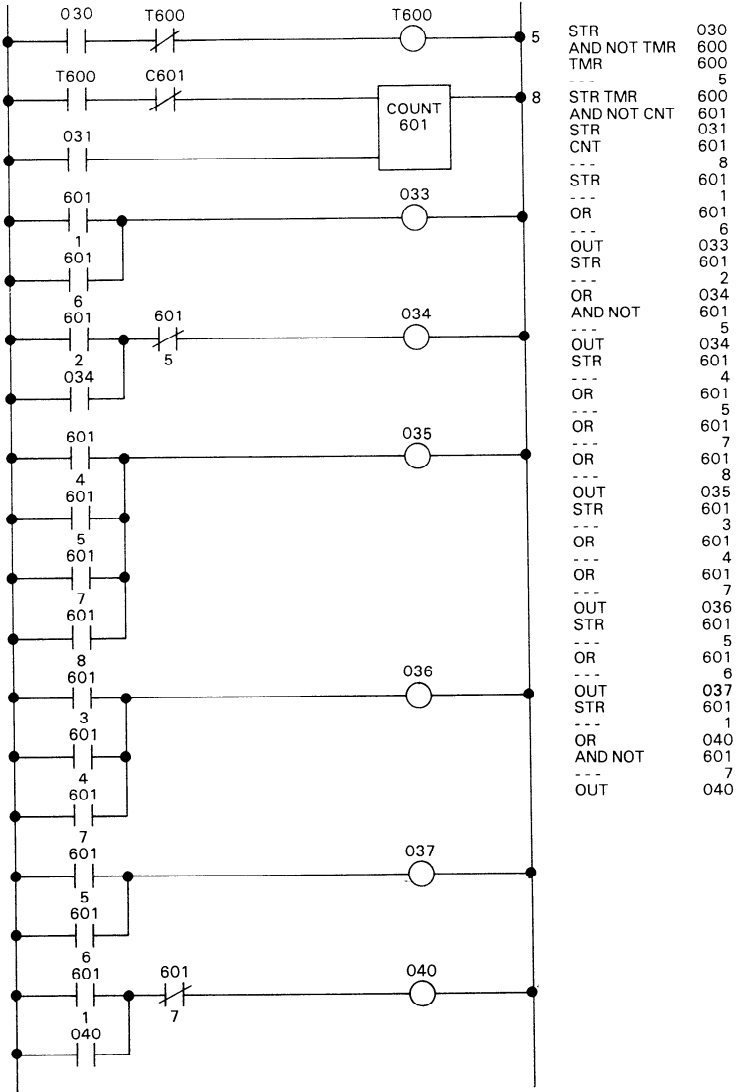 030 T600 T600
5
T600 C601
COUNT
601
8
031
601 033
1
601
6
601 601 034
2 5
034
601 035
4
601
5
601
7
601
8
601 036
3
601
4
601
7
601 037
5
601
6
601 601 040
1 7
040
STR 030
AND NOT TMR 600
TMR 600
--- 5
STR TMR 600
AND NOT CNT 601
STR 031
CNT 601
--- 8
STR 601
--- 1
OR 601
--- 6
OUT 033
STR 601
--- 2
OR 034
AND NOT 601
--- 5
OUT 034
STR 601
--- 4
OR 601
--- 5
OR 601
--- 7
OR 601
--- 8
OUT 035
STR 601
--- 3
OR 601
--- 4
OR 601
--- 7
OUT 036
STR 601
--- 5
OR 601
--- 6
OUT 037
STR 601
--- 1
OR 040
AND NOT 601
--- 7
OUT 040